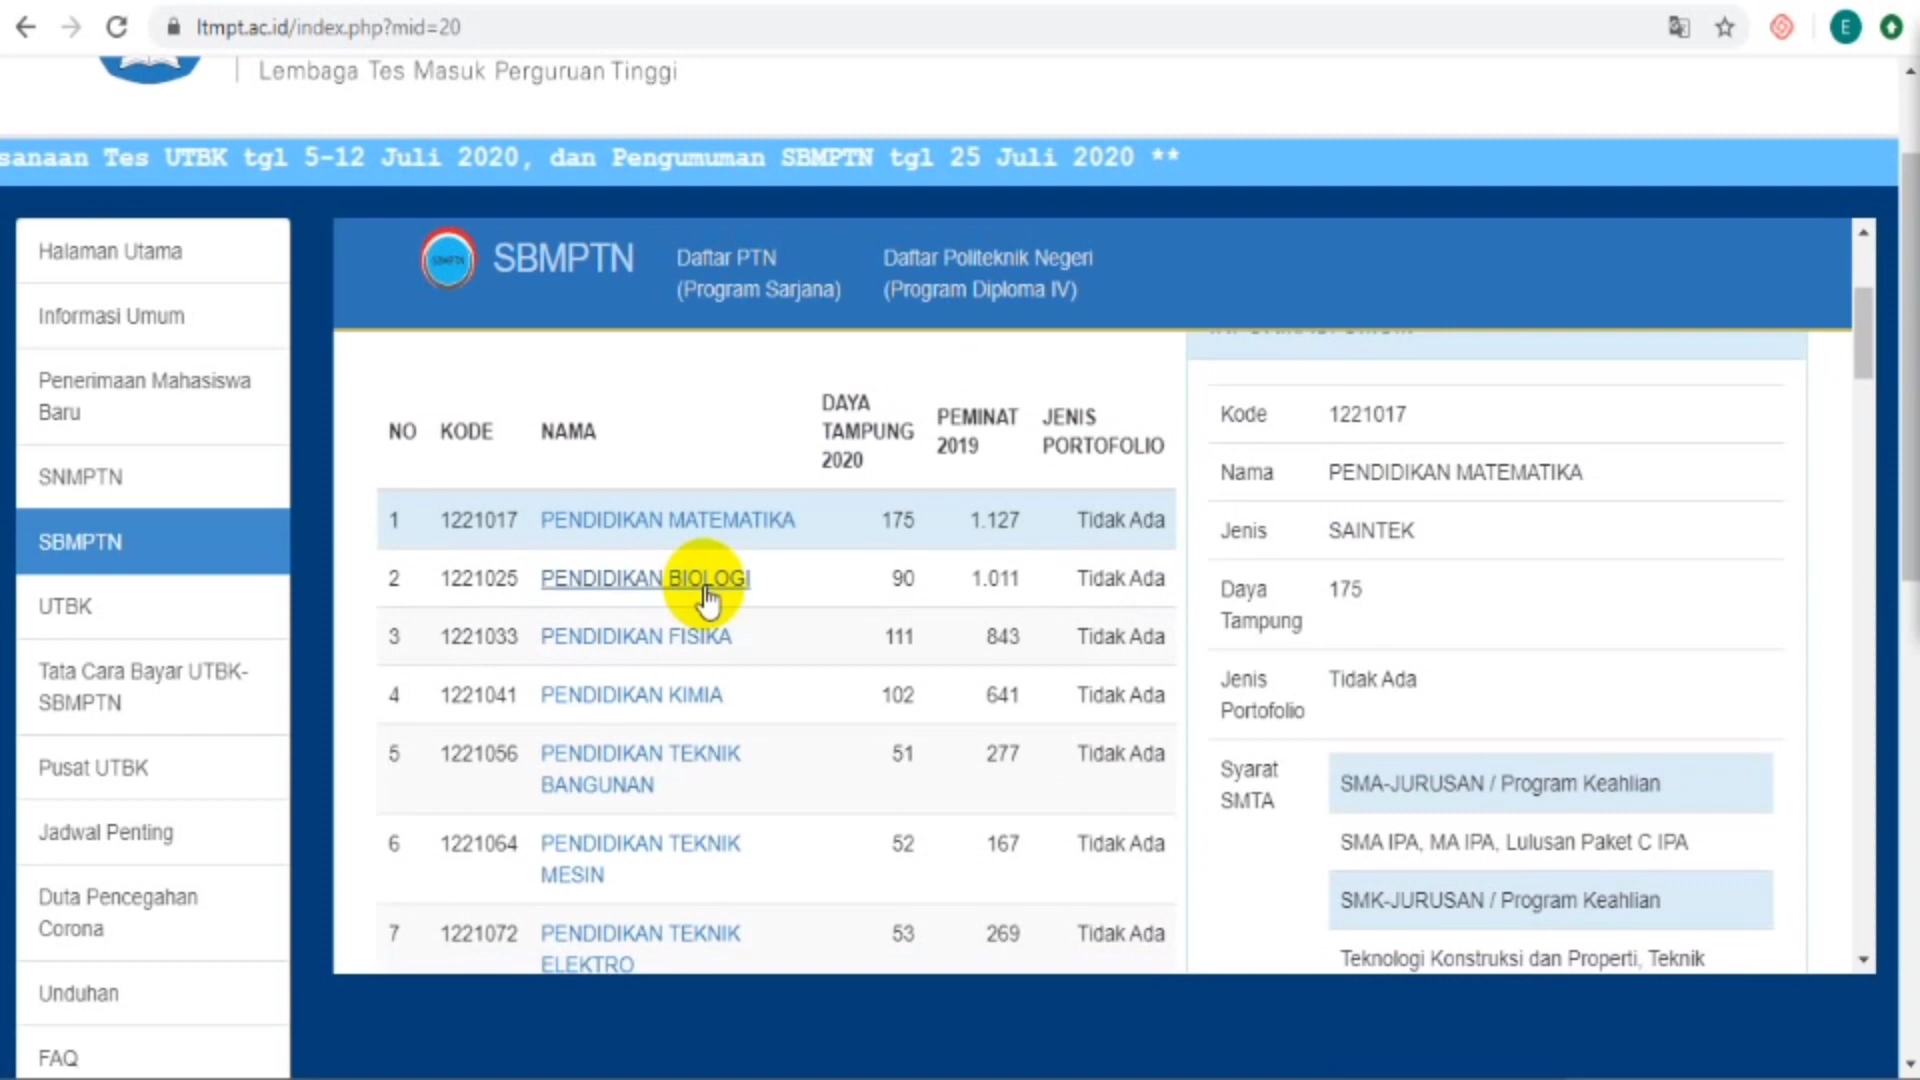 ltmpt.ac.id/index.php?mid=20
E
Lembaga Tes Masuk Perguruan Tinggi
sanaan Tes UTBK tgl 5-12 Juli 2020, dan Pengumuman SBMPTN tgl 25 Juli 2020 **
Halaman Utama
Informasi Umum
Penerimaan Mahasiswa
Baru
SNMPTN
SBMPTN
UTBK
Tata Cara Bayar UTBK-
SBMPTN
Pusat UTBK
Jadwal Penting
Duta Pencegahan
Corona
Unduhan
FAQ
SBMPTN
SBMPTN
Daftar PTN
(Program Sarjana)
Daftar Politeknik Negeri
(Program Diploma IV)
NO KODE NAMA DAYA TAMPUNG 2020 PEMINAT 2019 JENIS PORTOFOLIO
1 1221017 PENDIDIKAN MATEMATIKA 175 1.127 Tidak Ada
2 1221025 PENDIDIKAN BIOLOGI 90 1.011 Tidak Ada
3 1221033 PENDIDIKAN FISIKA 111 843 Tidak Ada
4 1221041 PENDIDIKAN KIMIA 102 641 Tidak Ada
5 1221056 PENDIDIKAN TEKNIK 51 277 Tidak Ada
BANGUNAN
6 1221064 PENDIDIKAN TEKNIK 52 167 Tidak Ada
MESIN
7 1221072 PENDIDIKAN TEKNIK 53 269 Tidak Ada
ELEKTRO
Kode 1221017
Nama PENDIDIKAN MATEMATIKA
Jenis SAINTEK
Daya 175
Tampung
Jenis Tidak Ada
Portofolio
Syarat
SMTA
SMA-JURUSAN / Program Keahlian
SMA IPA, MA IPA, Lulusan Paket C IPA
SMK-JURUSAN / Program Keahlian
Teknologi Konstruksi dan Properti, Teknik